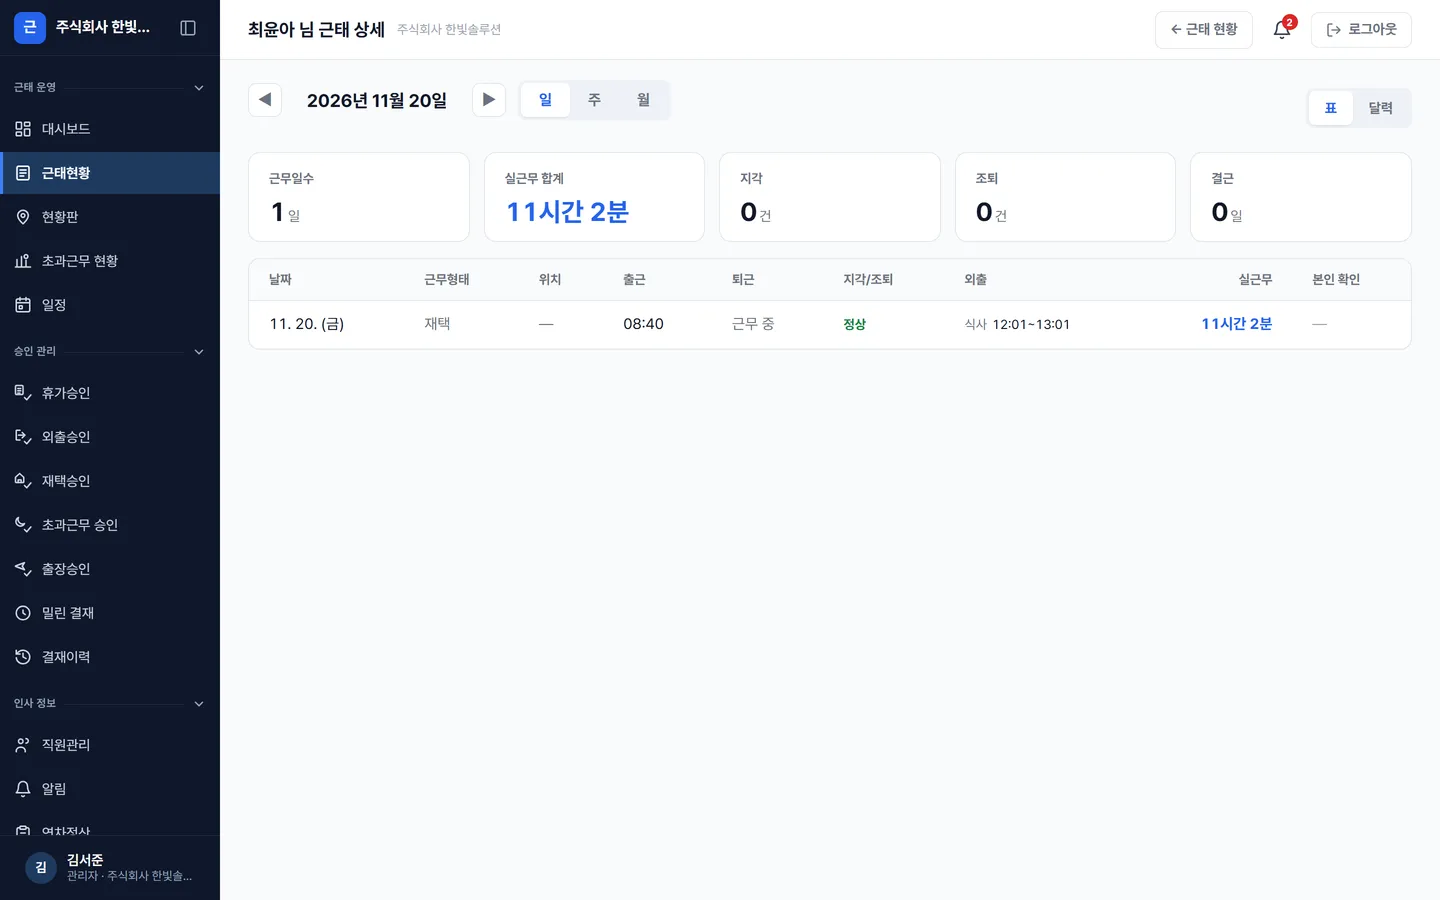 근
주식회사 한빛...
근태 운영
대시보드
근태현황
현황판
초과근무 현황
일정
승인 관리
휴가승인
외출승인
재택승인
초과근무 승인
출장승인
밀린 결재
결재이력
인사 정보
직원관리
알림
연차정산
김
김서준
관리자 · 주식회사 한빛솔...
최윤아 님 근태 상세 주식회사 한빛솔루션
← 근태 현황
2
로그아웃
◀ 2026년 11월 20일 ▶ 일 주 월
표 달력
근무일수
1 일
실근무 합계
11시간 2분
지각
0 건
조퇴
0 건
결근
0 일
날짜 근무형태 위치 출근 퇴근 지각/조퇴 외출 실근무 본인 확인
11. 20. (금) 재택 — 08:40 근무 중 정상 식사 12:01~13:01 11시간 2분 —